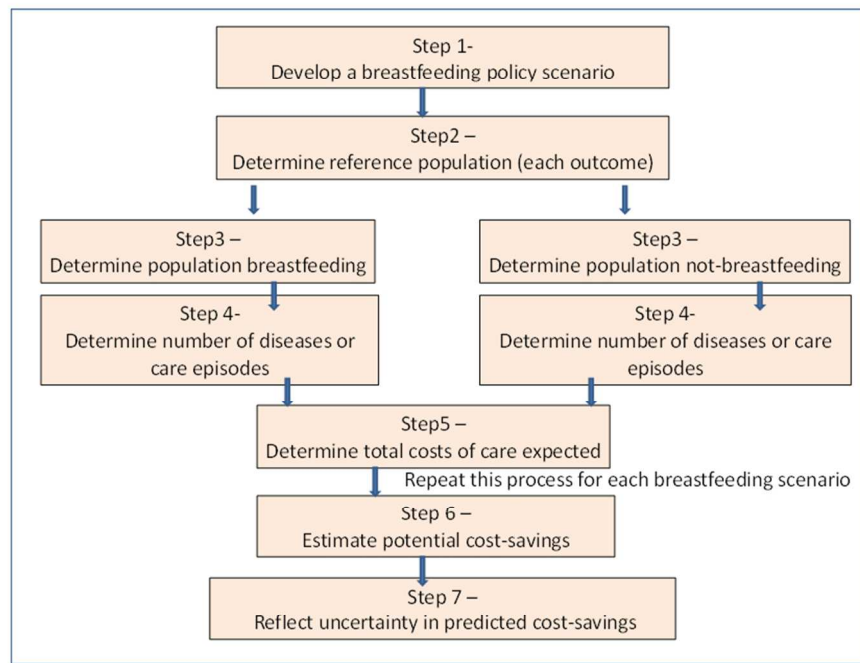 Step 1-
Develop a breastfeeding policy scenario
Step2 –
Determine reference population (each outcome)
Step3 –
Determine population breastfeeding
Step3 –
Determine population not-breastfeeding
Step 4-
Determine number of diseases or
care episodes
Step 4-
Determine number of diseases or care
episodes
Step5 –
Determine total costs of care expected
Repeat this process for each breastfeeding scenario
Step 6 –
Estimate potential cost-savings
Step 7 –
Reflect uncertainty in predicted cost-savings